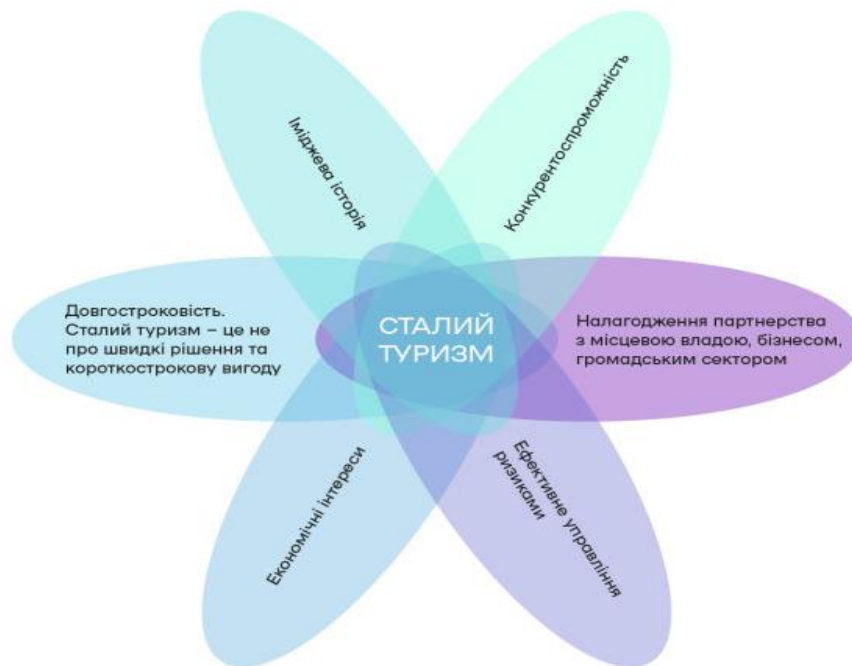 Іміджева історія
Конкурентоспроможність
Довгостроковість.
Сталий туризм – це не
про швидкі рішення та
короткострокову вигоду
СТАЛИЙ
ТУРИЗМ
Налагодження партнерства
з місцевою владою, бізнесом,
громадським сектором
Економічні інтереси
Ефективне управління
ризиками